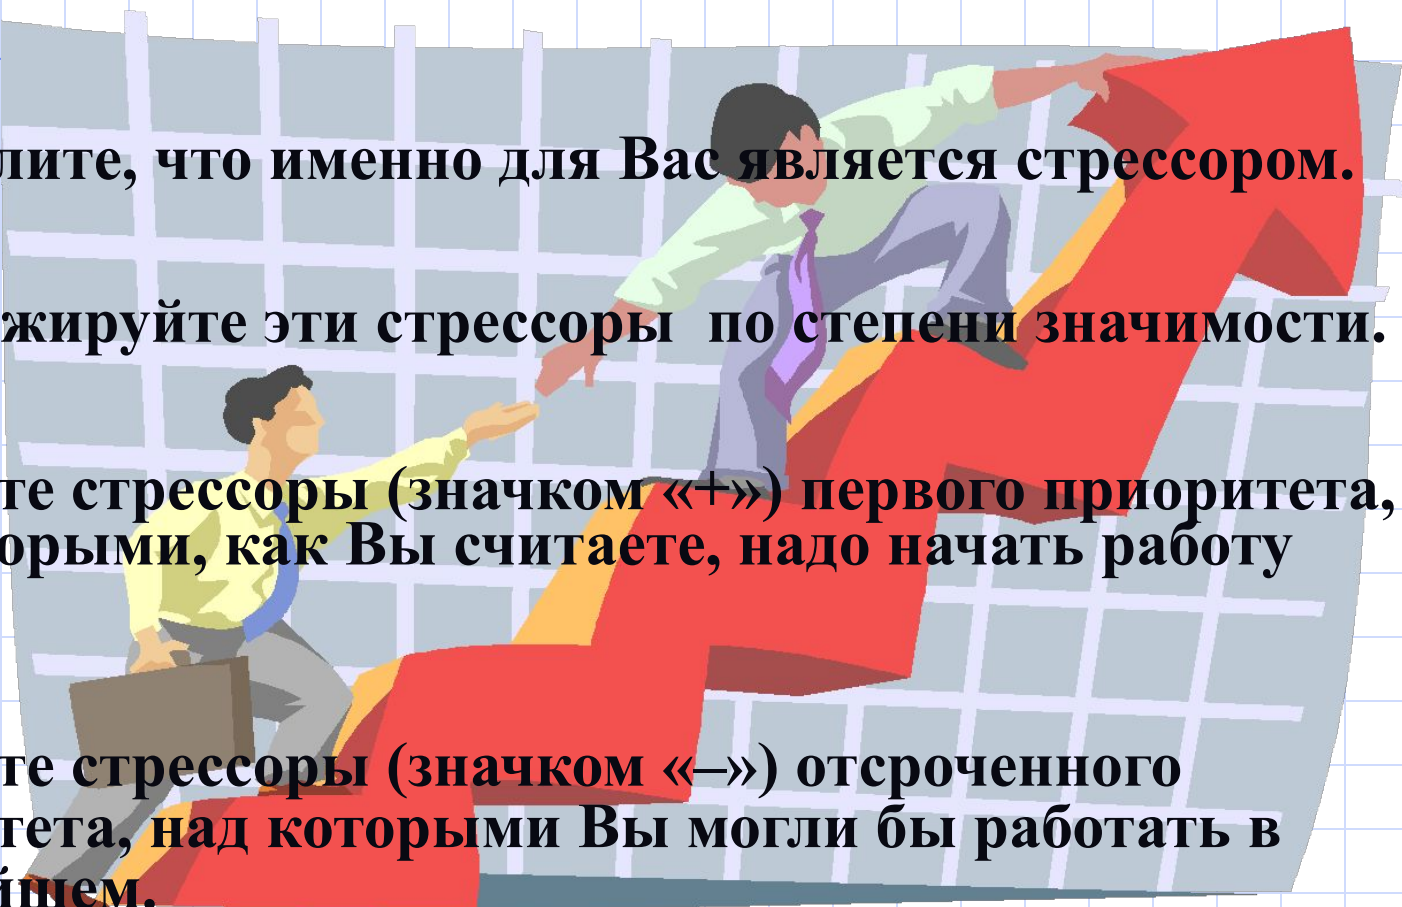 лите, что именно для Вас является стрессором.
жируйте эти стрессоры по степени значимости.
те стрессоры (значком «+») первого приоритета,
орыми, как Вы считаете, надо начать работу
те стрессоры (значком «–») отсроченного
тета, над которыми Вы могли бы работать в
йшем.